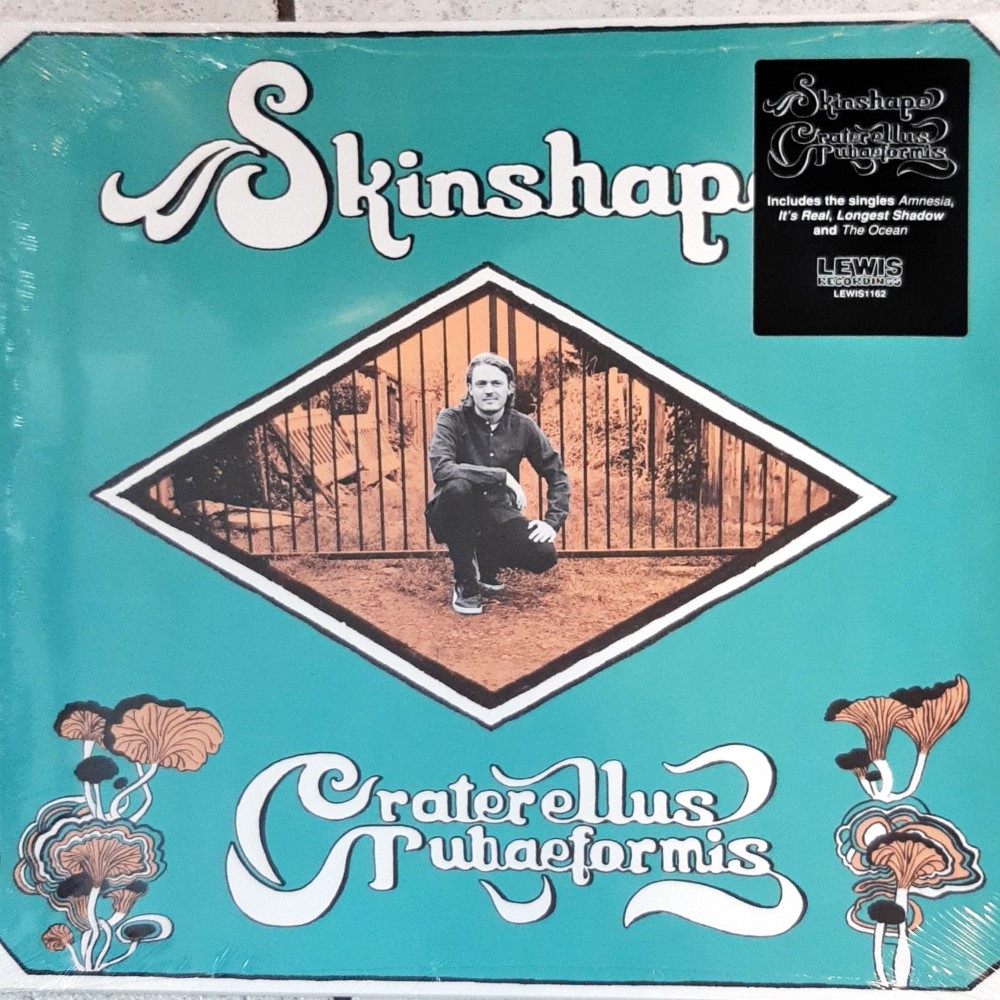 Skinshape
Skinshape
Craterellus
Tubaeformis
Includes the singles Amnesia,
It's Real, Longest Shadow
and The Ocean
LEWIS
RECORDINGS
LEWIS1162
Craterellus
Tubaeformis